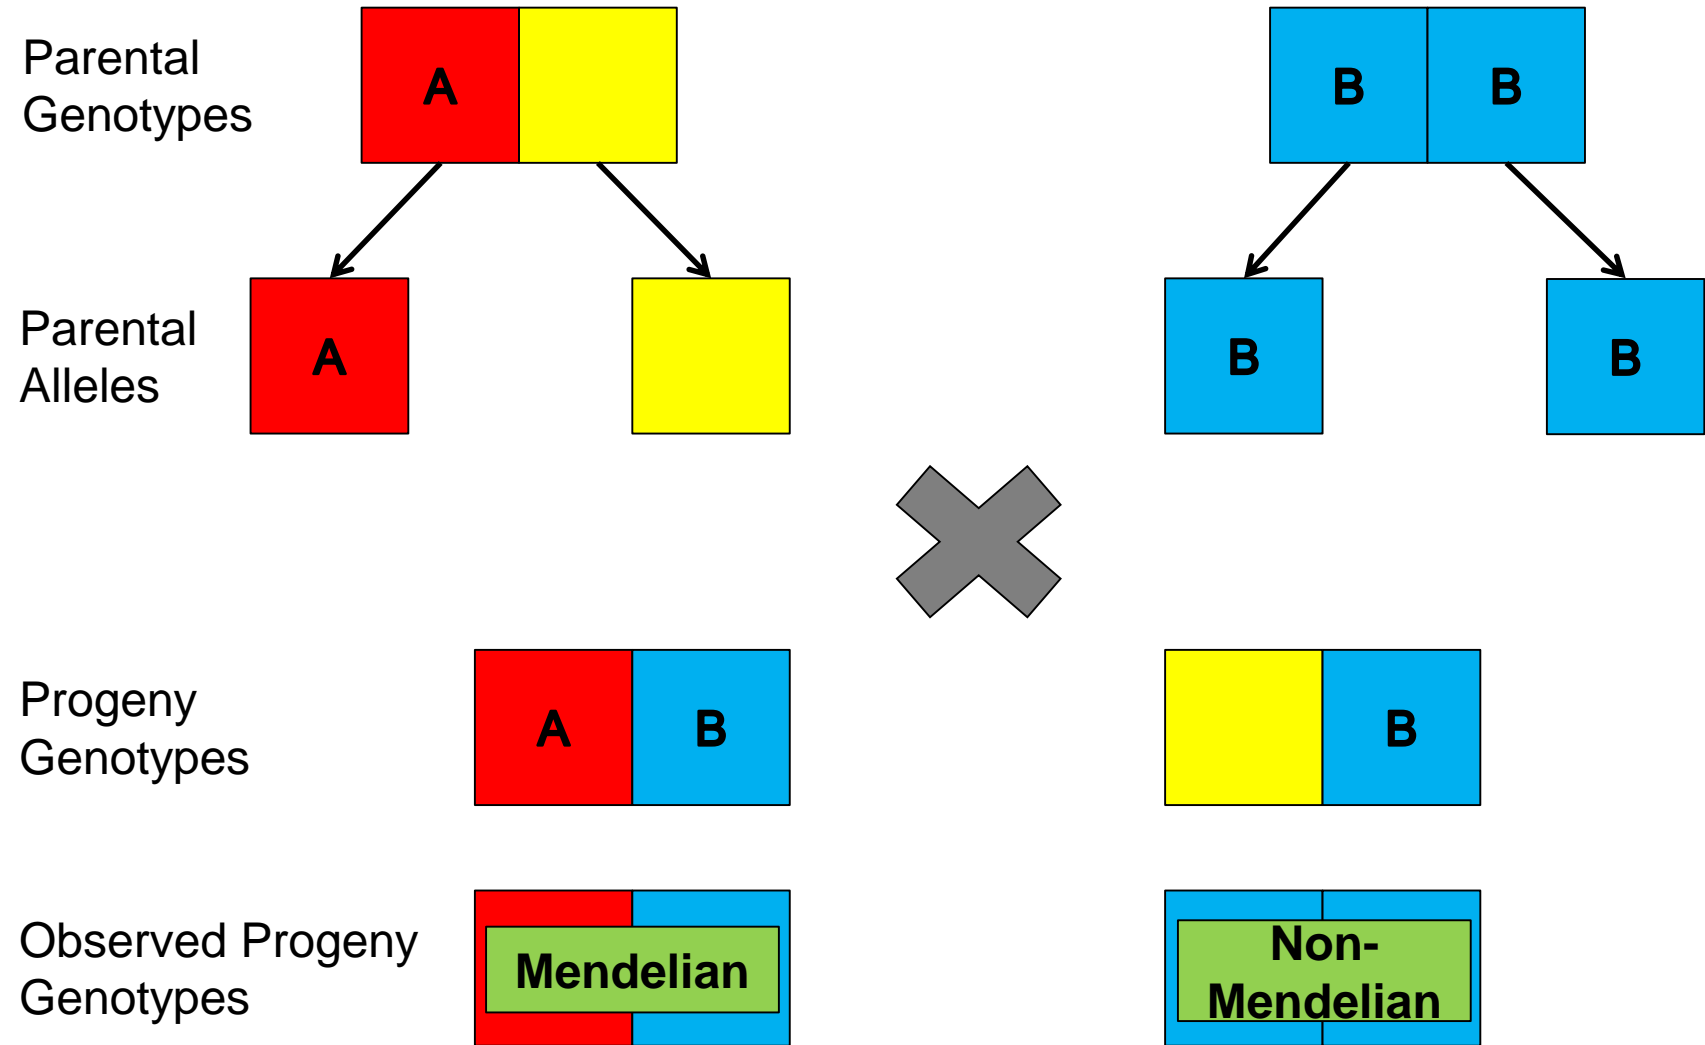 Parental
Genotypes
A
B
B
Parental
Alleles
A
B
B
Progeny
Genotypes
A
B
B
Observed Progeny
Genotypes
Mendelian
Non-
Mendelian